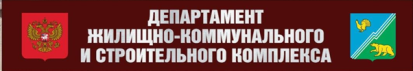 ДЕПАРТАМЕНТ
ЖИЛИЩНО-КОММУНАЛЬНОГО
И СТРОИТЕЛЬНОГО КОМПЛЕКСА